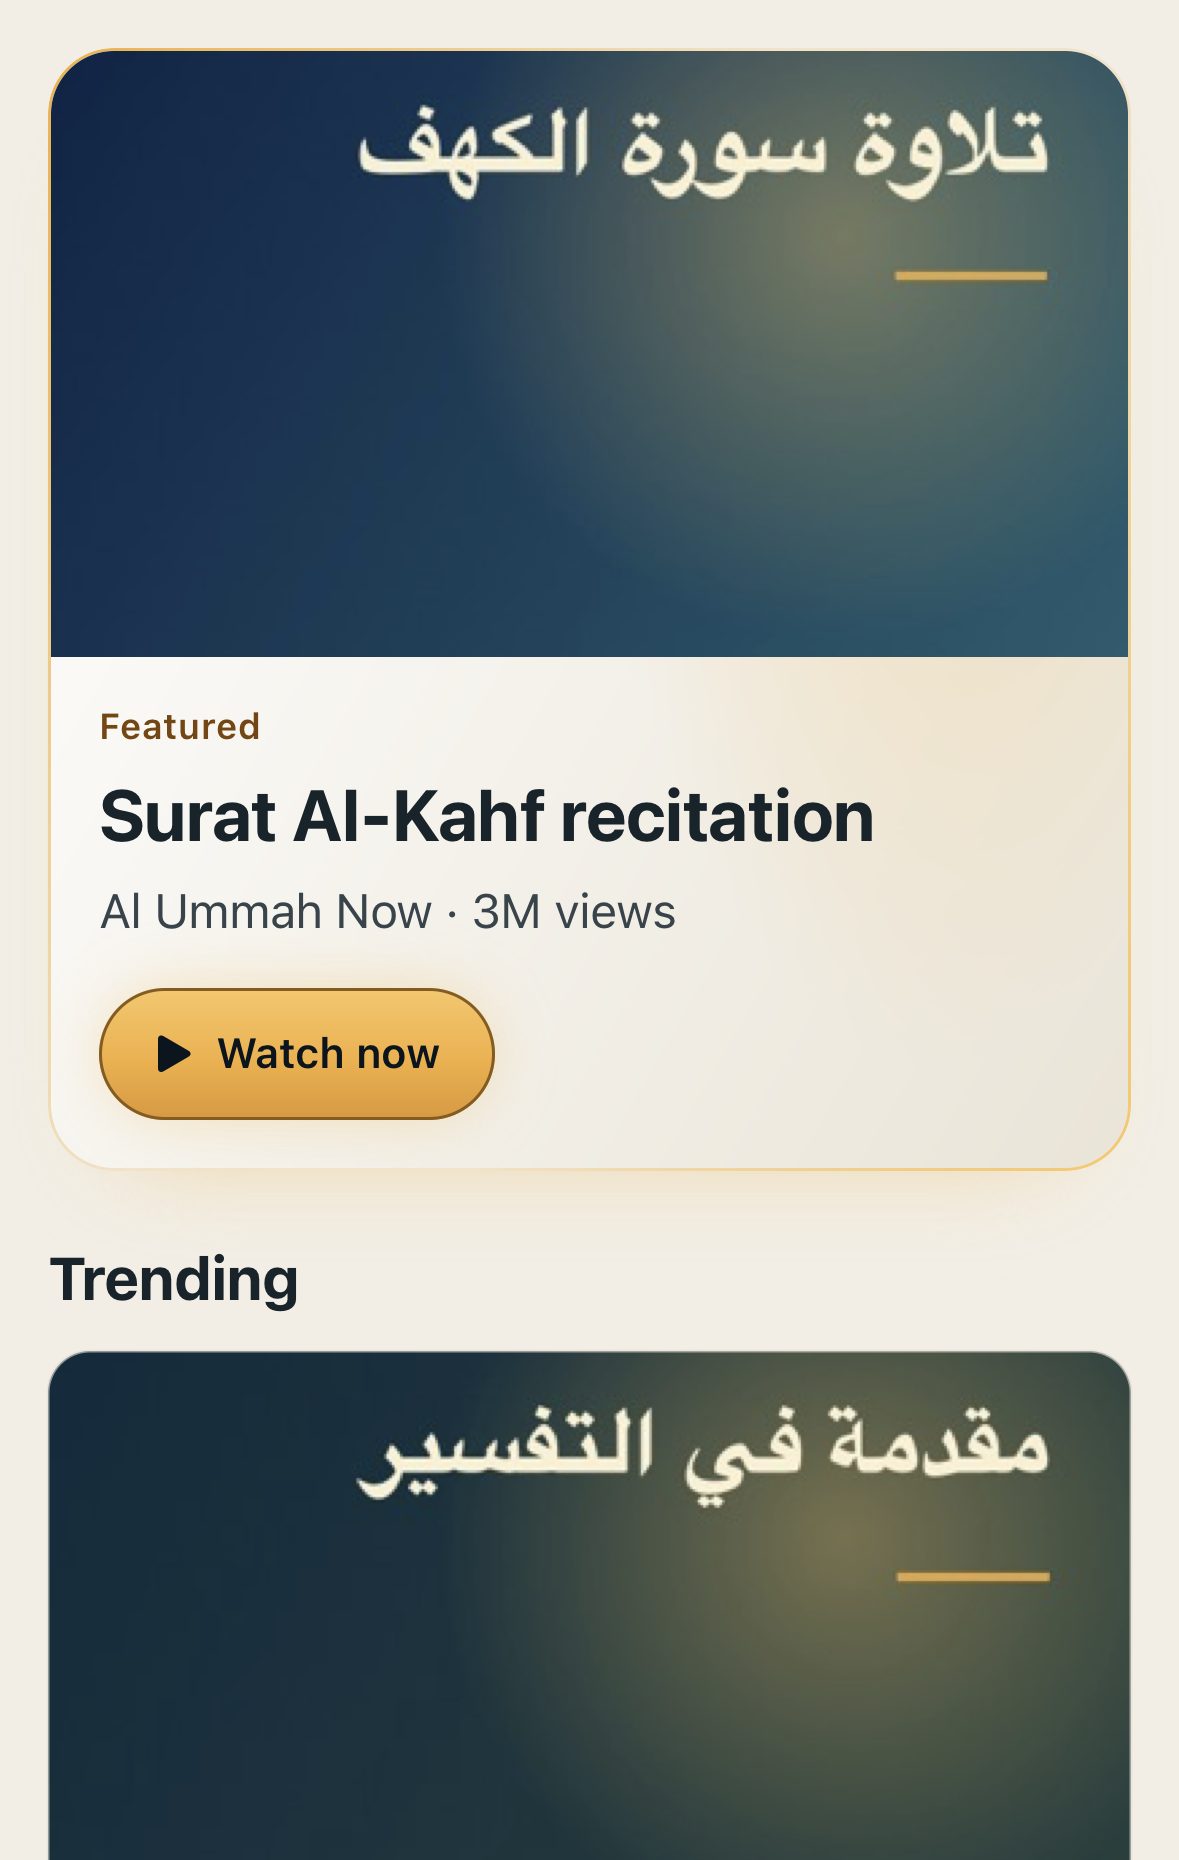 تلاوة سورة الكهف
Featured
Surat Al-Kahf recitation
Al Ummah Now · 3M views
Watch now
Trending
مقدمة في التفسير